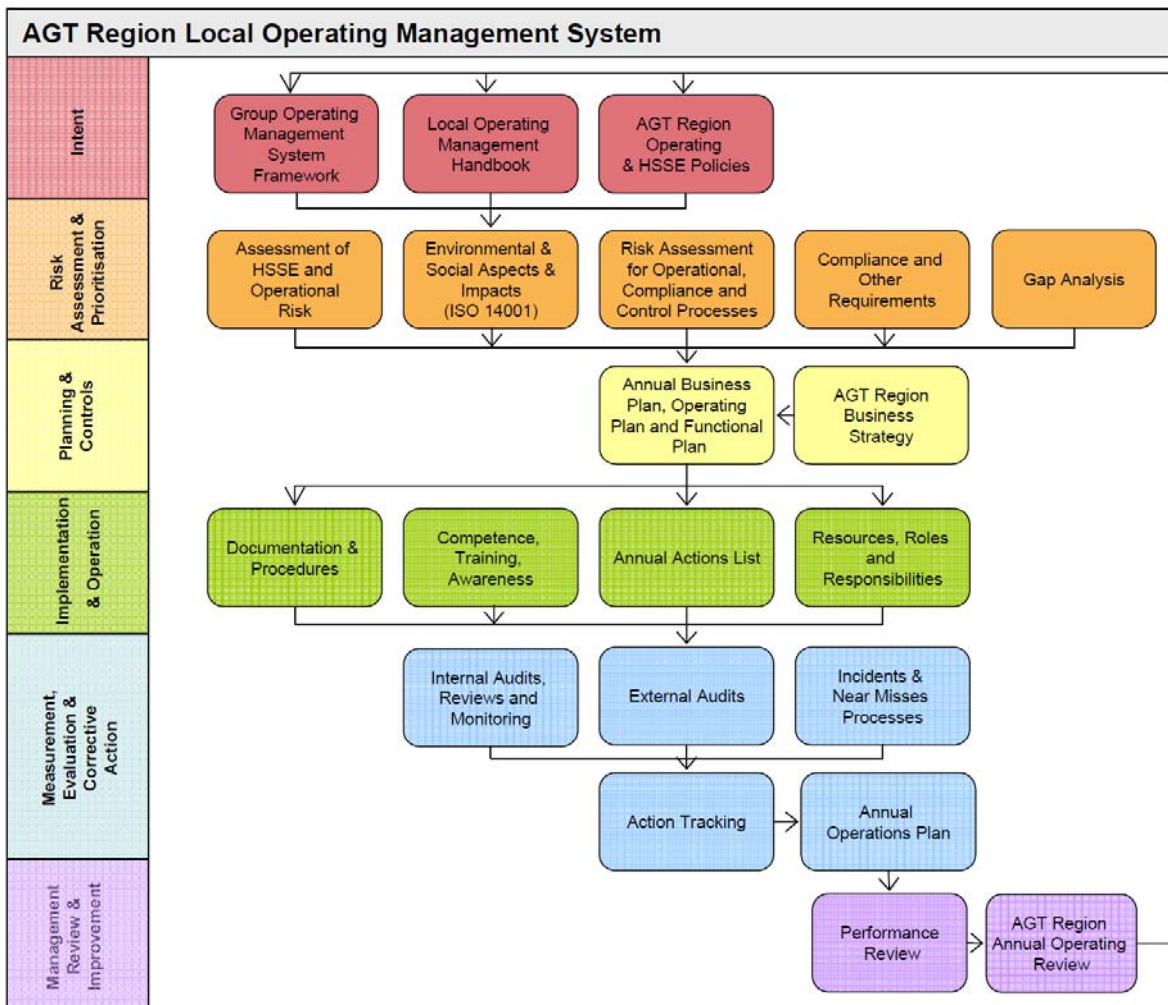 AGT Region Local Operating Management System
Intent
Group Operating
Management
System
Framework
Local Operating
Management
Handbook
AGT Region
Operating
& HSSE Policies
Risk
Assessment &
Prioritisation
Assessment of
HSSE and
Operational
Risk
Environmental &
Social Aspects &
Impacts
(ISO 14001)
Risk Assessment
for Operational,
Compliance and
Control Processes
Compliance and
Other
Requirements
Gap Analysis
Planning &
Controls
Annual Business
Plan, Operating
Plan and Functional
Plan
AGT Region
Business
Strategy
Implementation
& Operation
Documentation &
Procedures
Competence,
Training,
Awareness
Annual Actions List
Resources, Roles
and
Responsibilities
Measurement,
Evaluation &
Corrective
Action
Internal Audits,
Reviews and
Monitoring
External Audits
Incidents &
Near Misses
Processes
Action Tracking
Annual
Operations Plan
Management
Review &
Improvement
Performance
Review
AGT Region
Annual Operating
Review